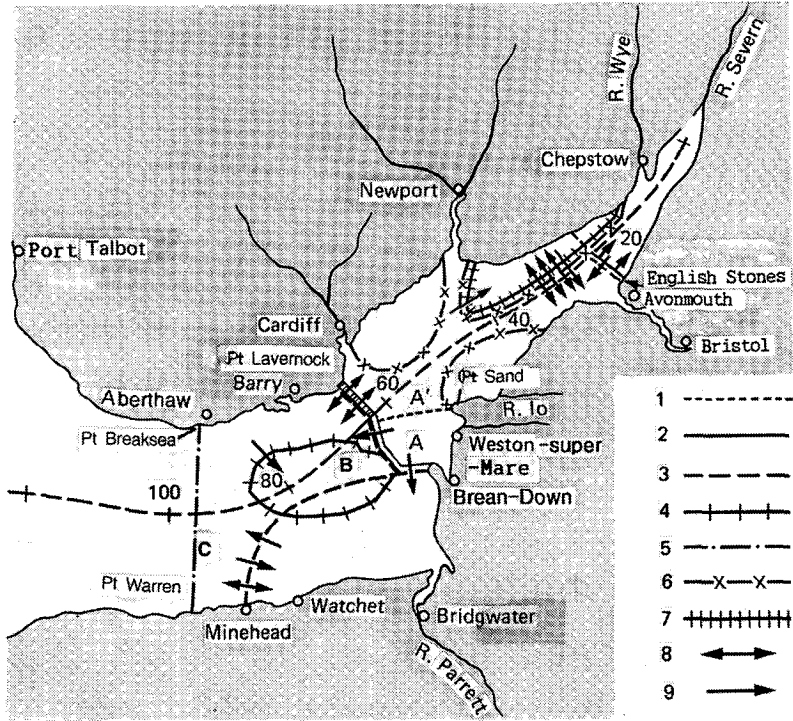 R. Wye
R. Severn
Chepstow
Newport
Port Talbot
20
English Stones
Avonmouth
40
Cardiff
Bristol
Pt Lavernock
60
Pt Sand
Barry
A'
Aberthaw
R. Io
1
Pt Breaksea
A
Weston-super
-Mare
2
B
80
Brean-Down
3
100
4
C
5
Pt Warren
6
Watchet
Bridgwater
7
Minehead
8
R. Parrett
9